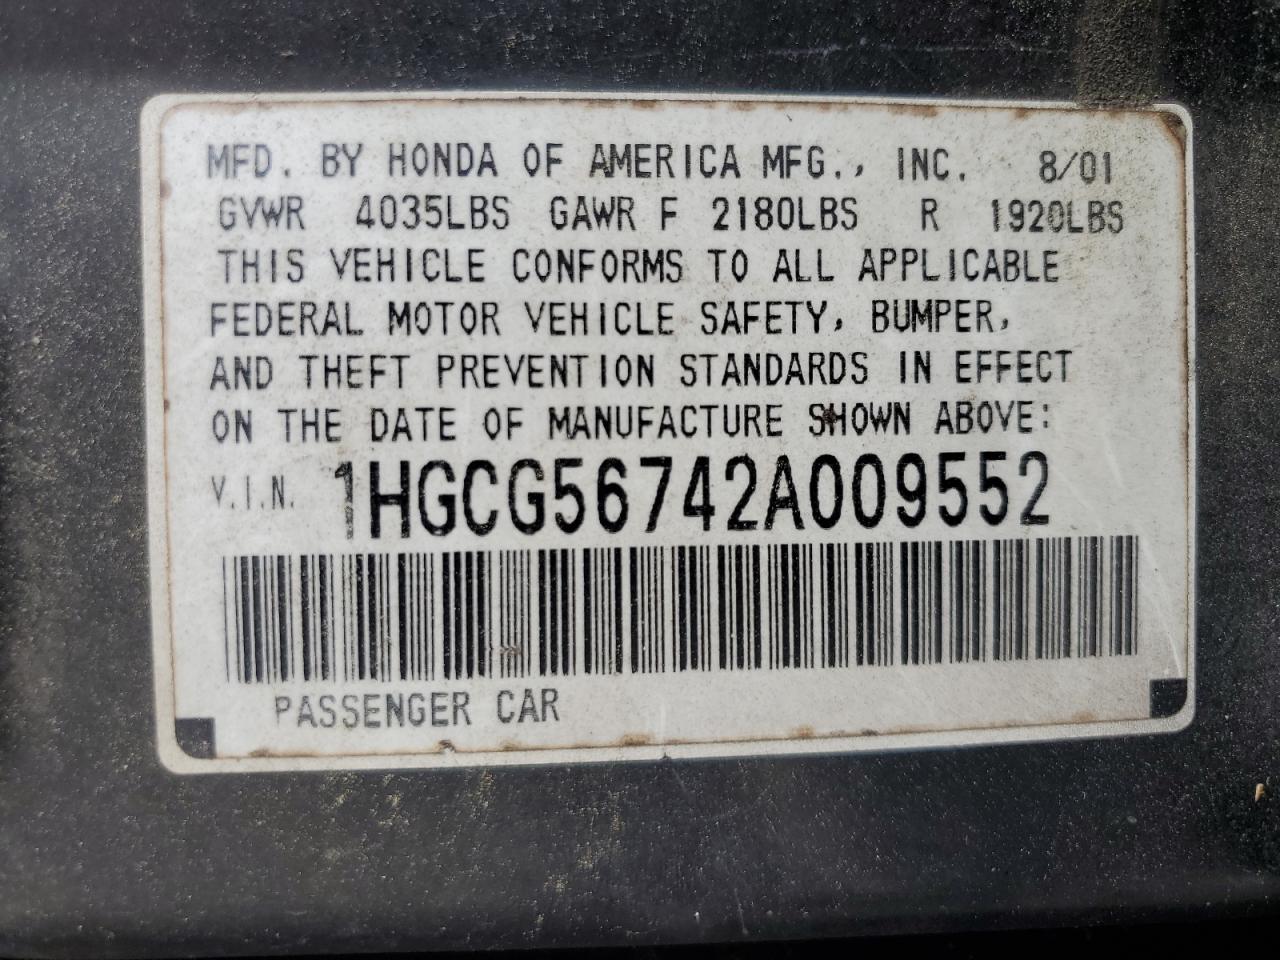 MFD. BY HONDA OF AMERICA MFG., INC. 8/01
GVWR 4035LBS GAWR F 2180LBS R 1920LBS
THIS VEHICLE CONFORMS TO ALL APPLICABLE
FEDERAL MOTOR VEHICLE SAFETY, BUMPER,
AND THEFT PREVENTION STANDARDS IN EFFECT
ON THE DATE OF MANUFACTURE SHOWN ABOVE:
V.I.N. 1HGCG56742A009552
PASSENGER CAR